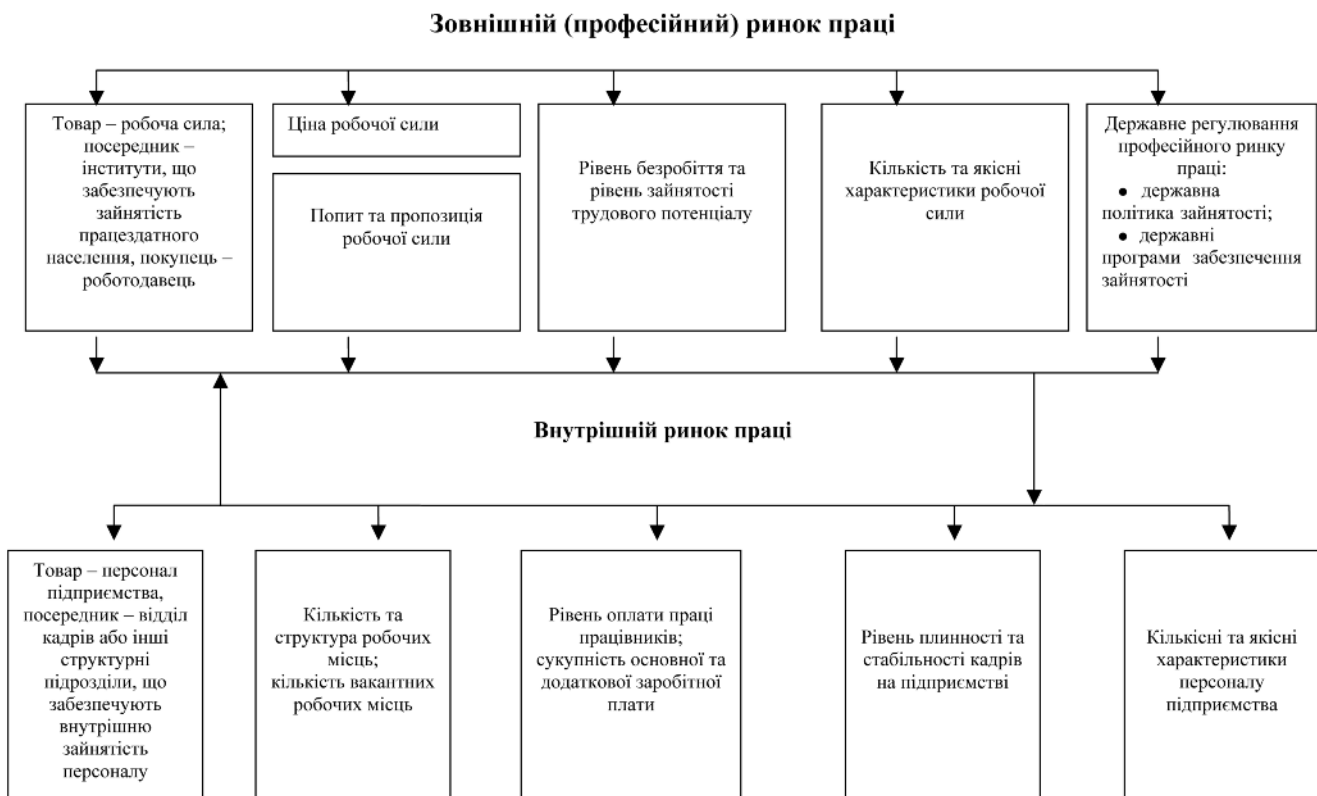 Зовнішній (професійний) ринок праці
Товар – робоча сила;
посередник –
інститути, що
забезпечують
зайнятість
працездатного
населення, покупець –
роботодавець
Ціна робочої сили
Попит та пропозиція
робочої сили
Рівень безробіття та
рівень зайнятості
трудового потенціалу
Кількість та якісні
характеристики робочої
сили
Державне регулювання
професійного ринку
праці:
● державна
політика зайнятості;
● державні
програми забезпечення
зайнятості
Внутрішній ринок праці
Товар – персонал
підприємства,
посередник – відділ
кадрів або інші
структурні
підрозділи, що
забезпечують
внутрішню
зайнятість
персоналу
Кількість та
структура робочих
місць;
кількість вакантних
робочих місць
Рівень оплати праці
працівників;
сукупність основної та
додаткової заробітної
плати
Рівень плинності та
стабільності кадрів
на підприємстві
Кількісні та якісні
характеристики
персоналу
підприємства